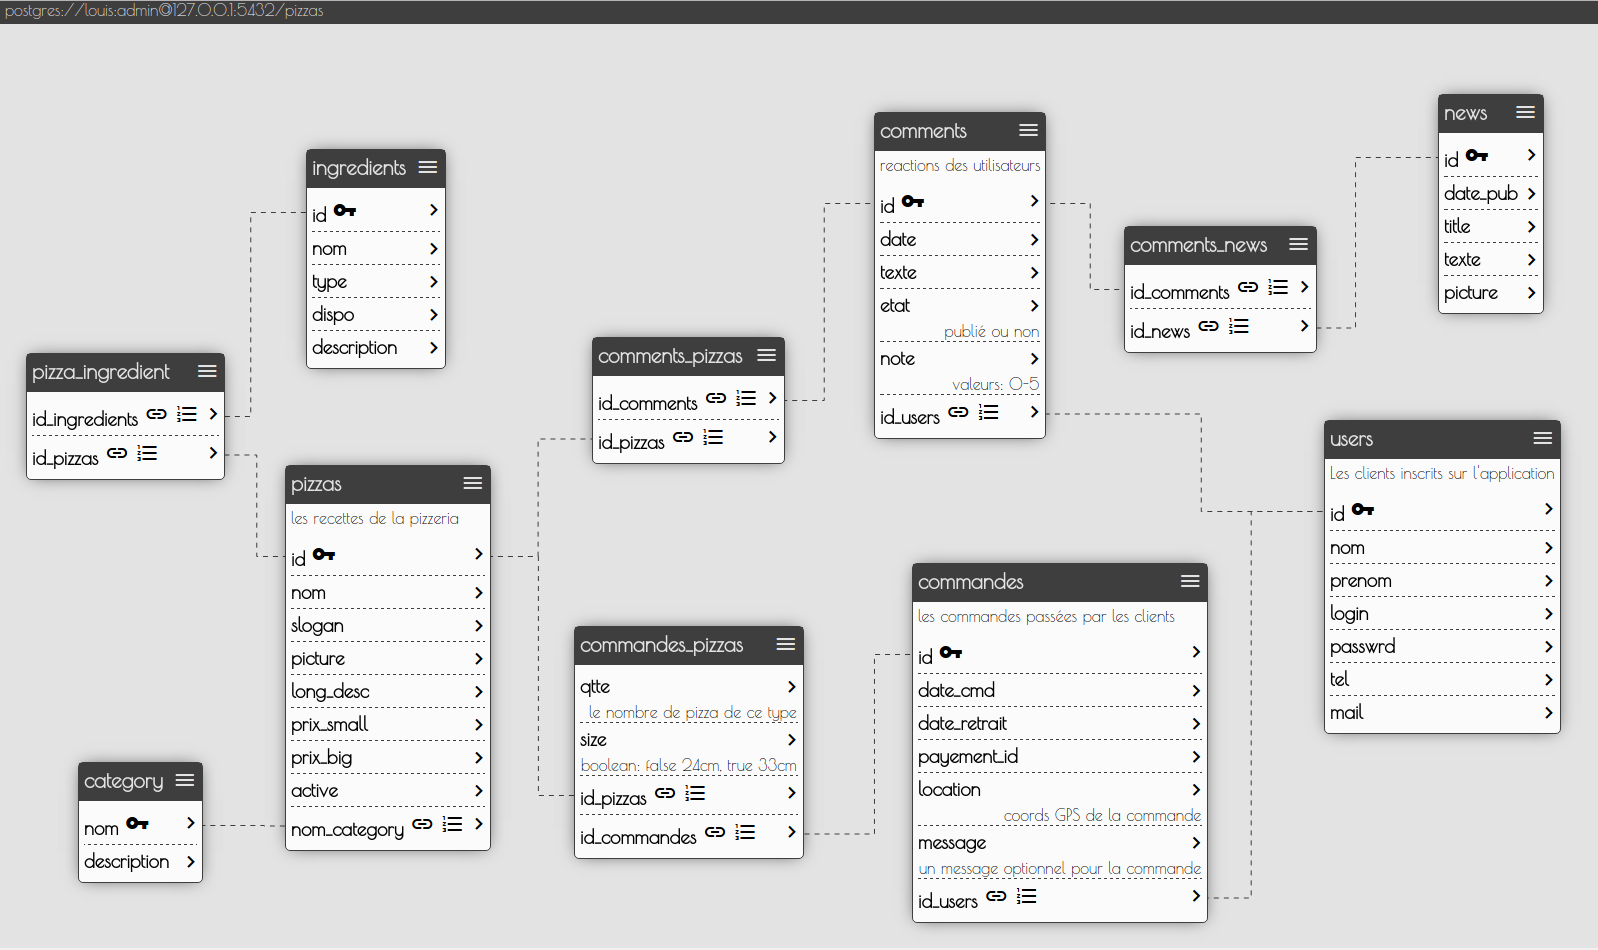 postgres://louis:admin@127.0.0.1:5432/pizzas
ingredients
id
nom
type
dispo
description
pizza_ingredient
id_ingredients
id_pizzas
pizzas
les recettes de la pizzeria
id
nom
slogan
picture
long_desc
prix_small
prix_big
active
nom_category
category
nom
description
comments_pizzas
id_comments
id_pizzas
commandes_pizzas
qtte
le nombre de pizza de ce type
size
boolean: false 24cm, true 33cm
id_pizzas
id_commandes
comments
reactions des utilisateurs
id
date
texte
etat
publié ou non
note
valeurs: 0-5
id_users
commandes
les commandes passées par les clients
id
date_cmd
date_retrait
payement_id
location
coords GPS de la commande
message
un message optionnel pour la commande
id_users
comments_news
id_comments
id_news
news
id
date_pub
title
texte
picture
users
Les clients inscrits sur l'application
id
nom
prenom
login
passwrd
tel
mail